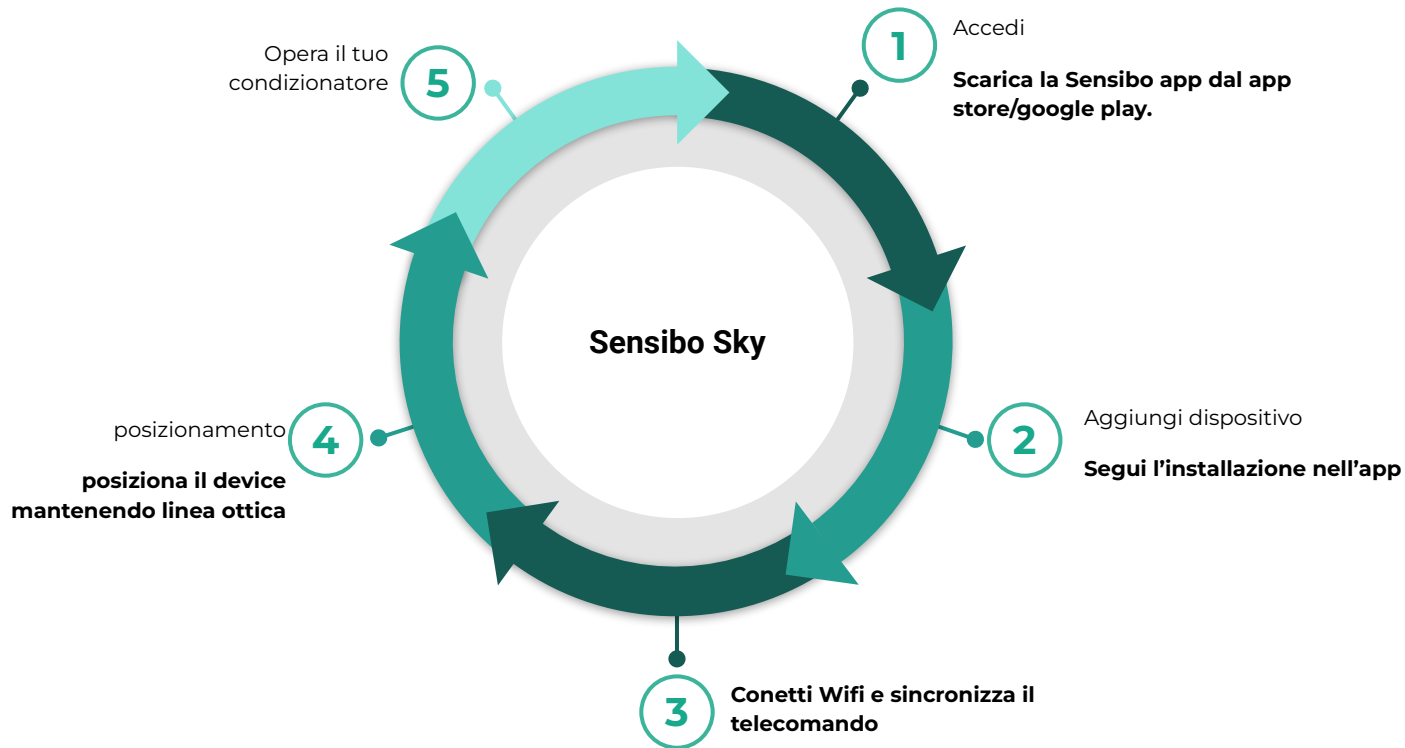 Sensibo Sky
1
Accedi
Scarica la Sensibo app dal app
store/google play.
2
Aggiungi dispositivo
Segui l’installazione nell’app
3
Conetti Wifi e sincronizza il
telecomando
4
posizionamento
posiziona il device
mantenendo linea ottica
5
Opera il tuo
condizionatore